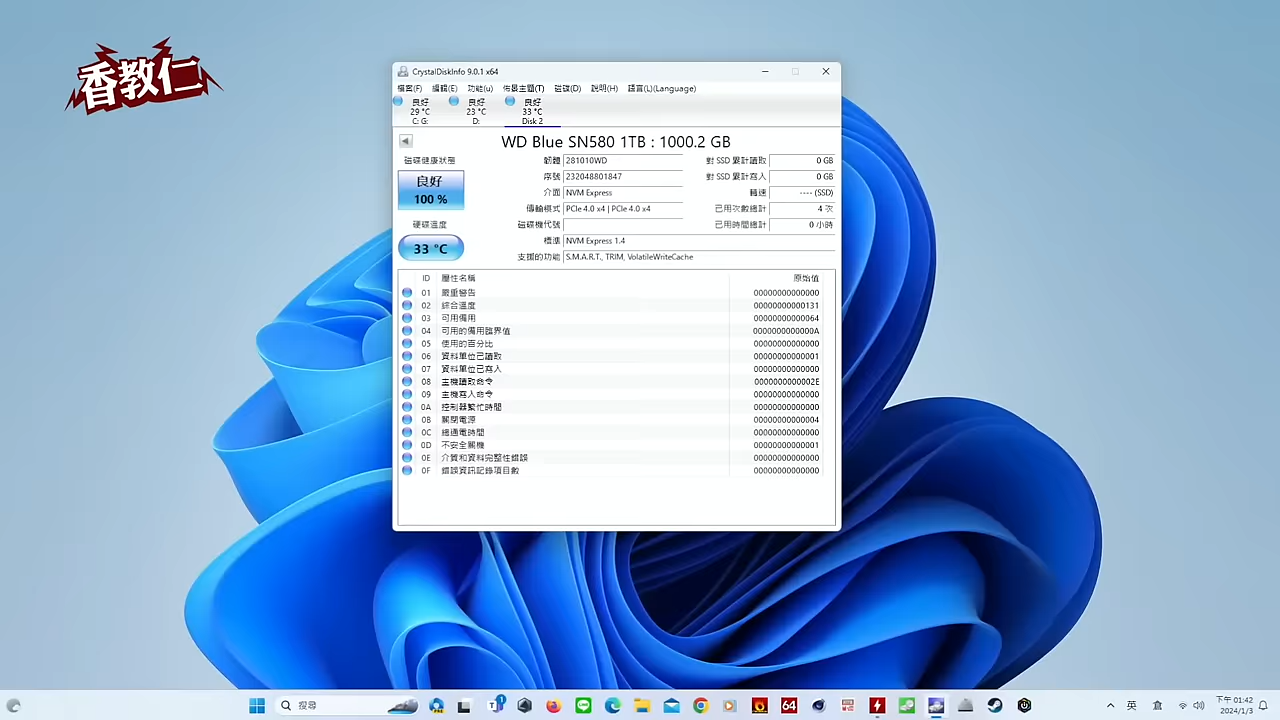 香教仁
CrystalDiskInfo 9.0.1 x64
檔案(F) 編輯(E) 功能(u) 佈景主題(T) 磁碟(D) 說明(H) 語言(L)(Language)
良好 良好 良好
29 °C 23 °C 33 °C
C: G: D: Disk 2
WD Blue SN580 1TB : 1000.2 GB
磁碟健康狀態
良好
100 %
硬碟溫度
33 °C
韌體 281010WD 對 SSD 累計讀取 0 GB
序號 232048801847 對 SSD 累計寫入 0 GB
介面 NVM Express 轉速 ---- (SSD)
傳輸模式 PCIe 4.0 x4 | PCIe 4.0 x4 已用次數總計 4 次
磁碟機代號 已用時間總計 0 小時
標準 NVM Express 1.4
支援的功能 S.M.A.R.T., TRIM, VolatileWriteCache
ID 屬性名稱 原始值
01 嚴重警告 00000000000000
02 綜合溫度 00000000000131
03 可用備用 00000000000064
04 可用的備用臨界值 0000000000000A
05 使用的百分比 00000000000000
06 資料單位已讀取 00000000000001
07 資料單位已寫入 00000000000000
08 主機讀取命令 0000000000002E
09 主機寫入命令 00000000000000
0A 控制器繁忙時間 00000000000000
0B 關閉電源 00000000000004
0C 總通電時間 00000000000000
0D 不安全關機 00000000000001
0E 介質和資料完整性錯誤 00000000000000
0F 錯誤資訊記錄項目數 00000000000000
搜尋
1
64
英
下午 01:42
2024/1/3